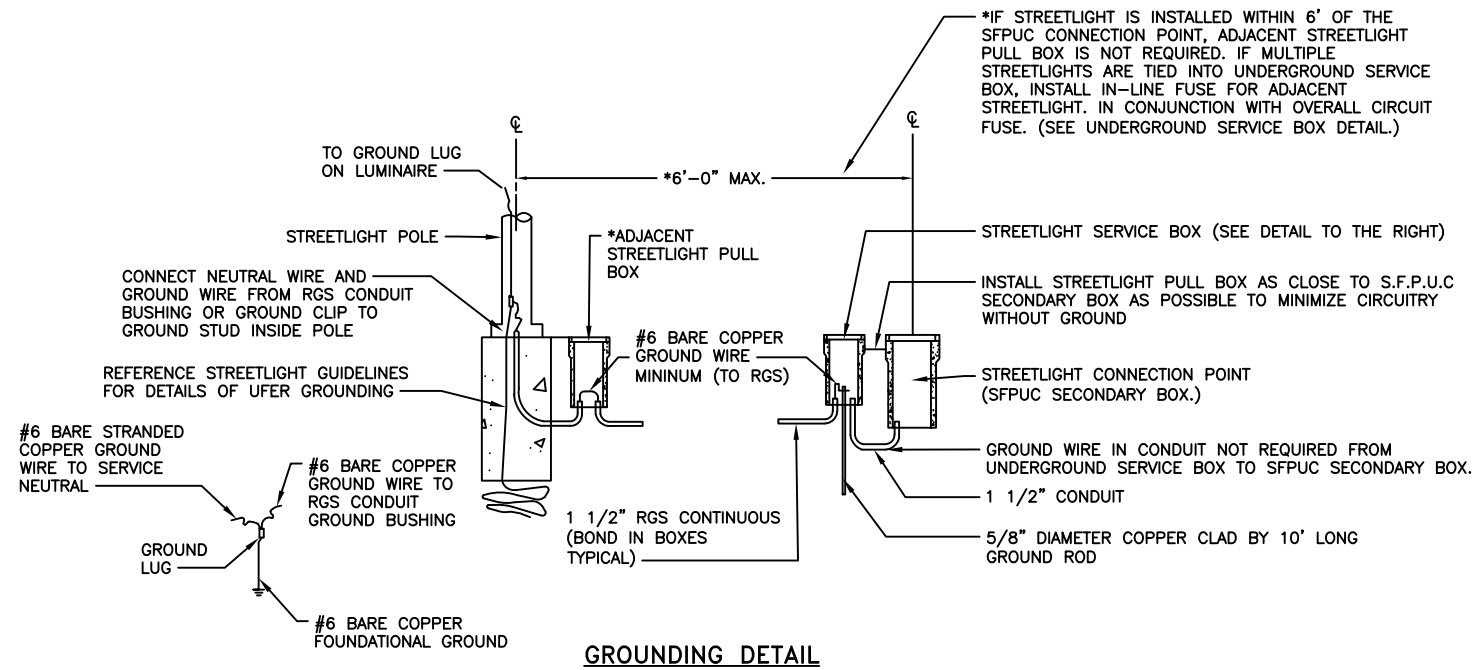 *IF STREETLIGHT IS INSTALLED WITHIN 6' OF THE
SFPUC CONNECTION POINT, ADJACENT STREETLIGHT
PULL BOX IS NOT REQUIRED. IF MULTIPLE
STREETLIGHTS ARE TIED INTO UNDERGROUND SERVICE
BOX, INSTALL IN-LINE FUSE FOR ADJACENT
STREETLIGHT. IN CONJUNCTION WITH OVERALL CIRCUIT
FUSE. (SEE UNDERGROUND SERVICE BOX DETAIL.)
℄
℄
TO GROUND LUG
ON LUMINAIRE
*6'-0" MAX.
STREETLIGHT POLE
*ADJACENT
STREETLIGHT PULL
BOX
STREETLIGHT SERVICE BOX (SEE DETAIL TO THE RIGHT)
CONNECT NEUTRAL WIRE AND
GROUND WIRE FROM RGS CONDUIT
BUSHING OR GROUND CLIP TO
GROUND STUD INSIDE POLE
INSTALL STREETLIGHT PULL BOX AS CLOSE TO S.F.P.U.C
SECONDARY BOX AS POSSIBLE TO MINIMIZE CIRCUITRY
WITHOUT GROUND
#6 BARE COPPER
GROUND WIRE
MININUM (TO RGS)
REFERENCE STREETLIGHT GUIDELINES
FOR DETAILS OF UFER GROUNDING
STREETLIGHT CONNECTION POINT
(SFPUC SECONDARY BOX.)
#6 BARE STRANDED
COPPER GROUND
WIRE TO SERVICE
NEUTRAL
#6 BARE COPPER
GROUND WIRE TO
RGS CONDUIT
GROUND BUSHING
GROUND WIRE IN CONDUIT NOT REQUIRED FROM
UNDERGROUND SERVICE BOX TO SFPUC SECONDARY BOX.
1 1/2" CONDUIT
1 1/2" RGS CONTINUOUS
(BOND IN BOXES
TYPICAL)
5/8" DIAMETER COPPER CLAD BY 10' LONG
GROUND ROD
GROUND
LUG
#6 BARE COPPER
FOUNDATIONAL GROUND
GROUNDING DETAIL